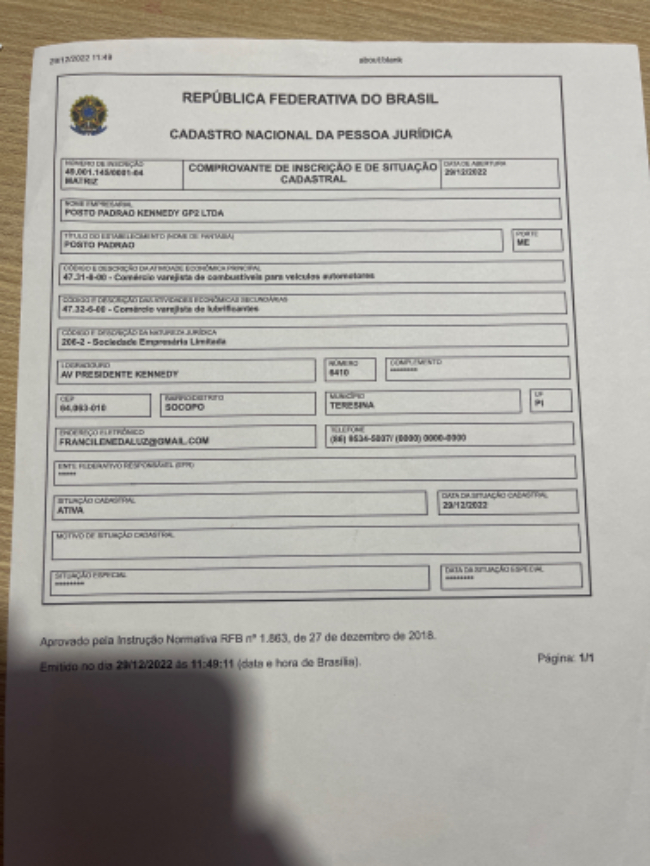 29/12/2022 11:49
about:blank
REPÚBLICA FEDERATIVA DO BRASIL
CADASTRO NACIONAL DA PESSOA JURÍDICA
NÚMERO DE INSCRIÇÃO
MATRIZ
COMPROVANTE DE INSCRIÇÃO E DE SITUAÇÃO CADASTRAL
DATA DE ABERTURA
29/12/2022
NOME EMPRESARIAL
POSTO PADRAO KENNEDY GP2 LTDA
TÍTULO DO ESTABELECIMENTO (NOME DE FANTASIA)
POSTO PADRAO
PORTE
ME
CÓDIGO E DESCRIÇÃO DA ATIVIDADE ECONÔMICA PRINCIPAL
47.31-8-00 - Comércio varejista de combustíveis para veículos automotores
CÓDIGO E DESCRIÇÃO DAS ATIVIDADES ECONÔMICAS SECUNDÁRIAS
47.32-6-00 - Comércio varejista de lubrificantes
CÓDIGO E DESCRIÇÃO DA NATUREZA JURÍDICA
206-2 - Sociedade Empresária Limitada
LOGRADOURO
AV PRESIDENTE KENNEDY
NÚMERO
6410
COMPLEMENTO
********
CEP
64.063-010
BAIRRO/DISTRITO
SOCOPO
MUNICÍPIO
TERESINA
UF
PI
ENDEREÇO ELETRÔNICO
FRANCILENEDALUZ@GMAIL.COM
TELEFONE
(86) / (0000) 0000-0000
ENTE FEDERATIVO RESPONSÁVEL (EFR)
*****
SITUAÇÃO CADASTRAL
ATIVA
DATA DA SITUAÇÃO CADASTRAL
29/12/2022
MOTIVO DE SITUAÇÃO CADASTRAL
SITUAÇÃO ESPECIAL
********
DATA DA SITUAÇÃO ESPECIAL
********
Aprovado pela Instrução Normativa RFB nº 1.863, de 27 de dezembro de 2018.
Emitido no dia 29/12/2022 às 11:49:11 (data e hora de Brasília).
Página: 1/1